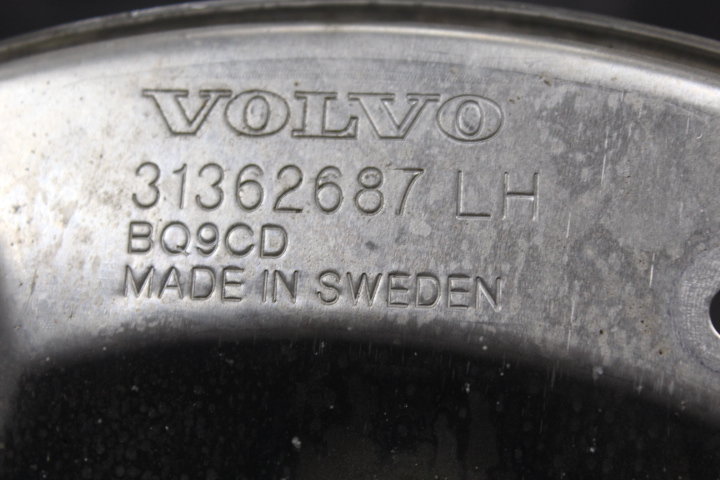 VOLVO
31362687 LH
BQ9CD
MADE IN SWEDEN